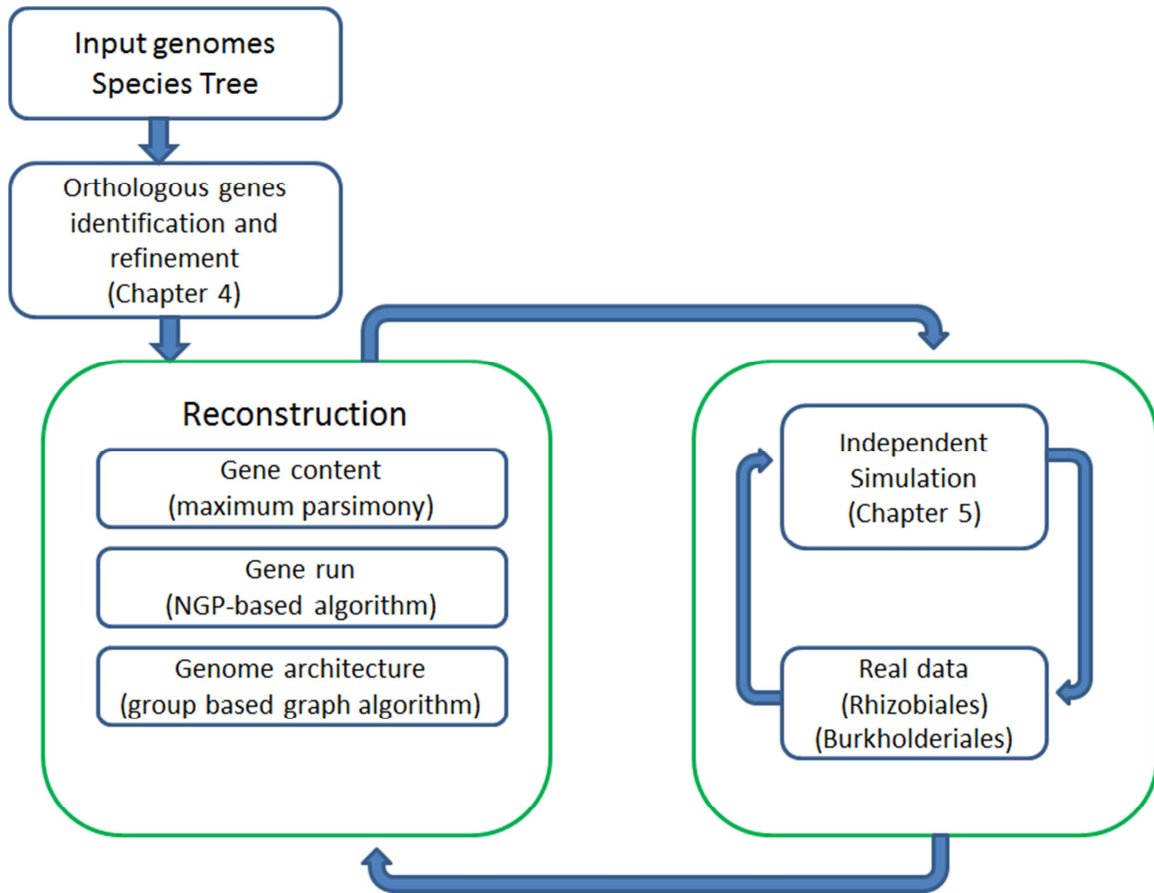 Input genomes
Species Tree
Orthologous genes
identification and
refinement
(Chapter 4)
Reconstruction
Gene content
(maximum parsimony)
Gene run
(NGP-based algorithm)
Genome architecture
(group based graph algorithm)
Independent
Simulation
(Chapter 5)
Real data
(Rhizobiales)
(Burkholderiales)